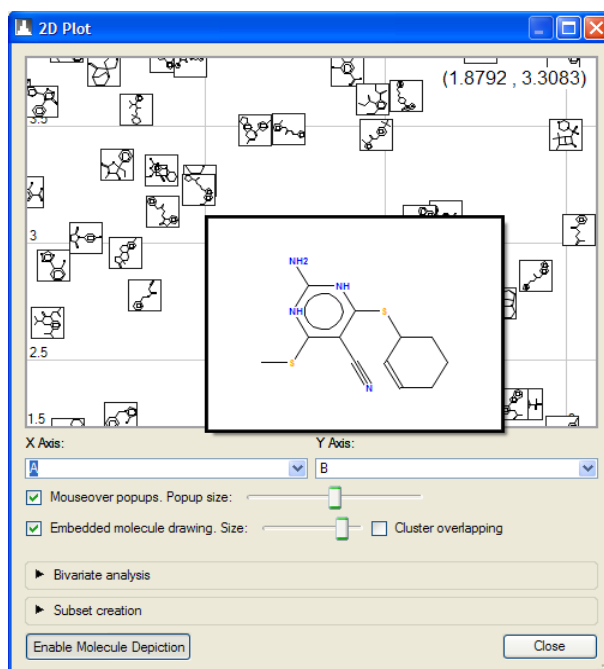 2D Plot
(1.8792 , 3.3083)
3.5
3
2.5
1.5
NH2
NH
NH
S
S
N
X Axis: Y Axis:
A B
Mouseover popups. Popup size:
Embedded molecule drawing. Size: Cluster overlapping
Bivariate analysis
Subset creation
Enable Molecule Depiction Close